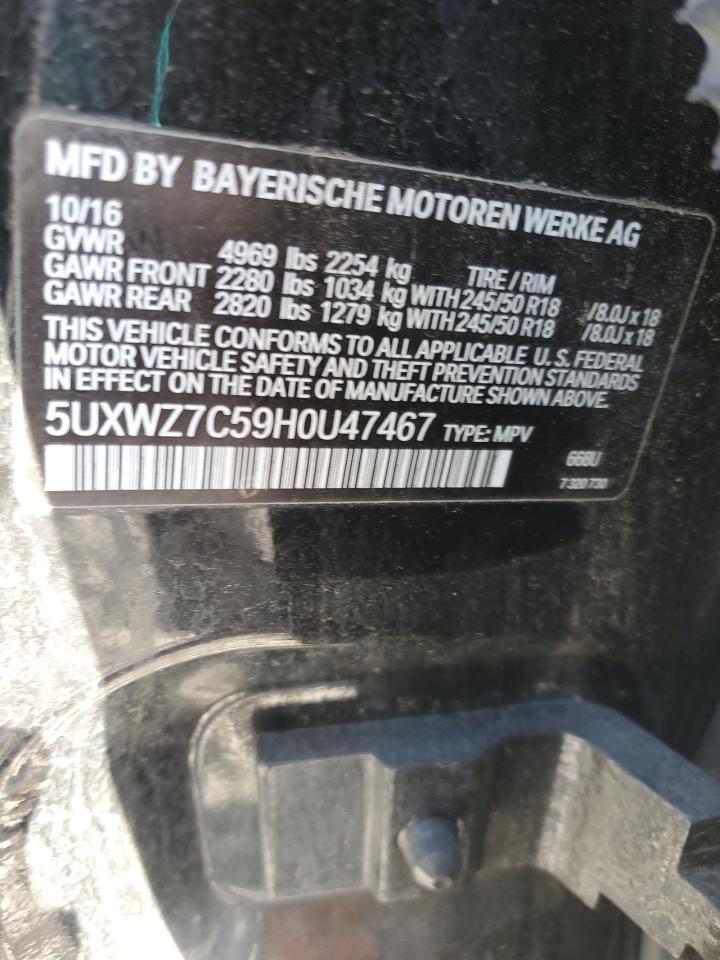 MFD BY BAYERISCHE MOTOREN WERKE AG
10/16
GVWR 4969 lbs 2254 kg TIRE / RIM
GAWR FRONT 2280 lbs 1034 kg WITH 245/50 R18 /8.0J x 18
GAWR REAR 2820 lbs 1279 kg WITH 245/50 R18 /8.0J x 18
THIS VEHICLE CONFORMS TO ALL APPLICABLE U.S. FEDERAL
MOTOR VEHICLE SAFETY AND THEFT PREVENTION STANDARDS
IN EFFECT ON THE DATE OF MANUFACTURE SHOWN ABOVE.
5UXWZ7C59H0U47467 TYPE: MPV
668U
7 320 730